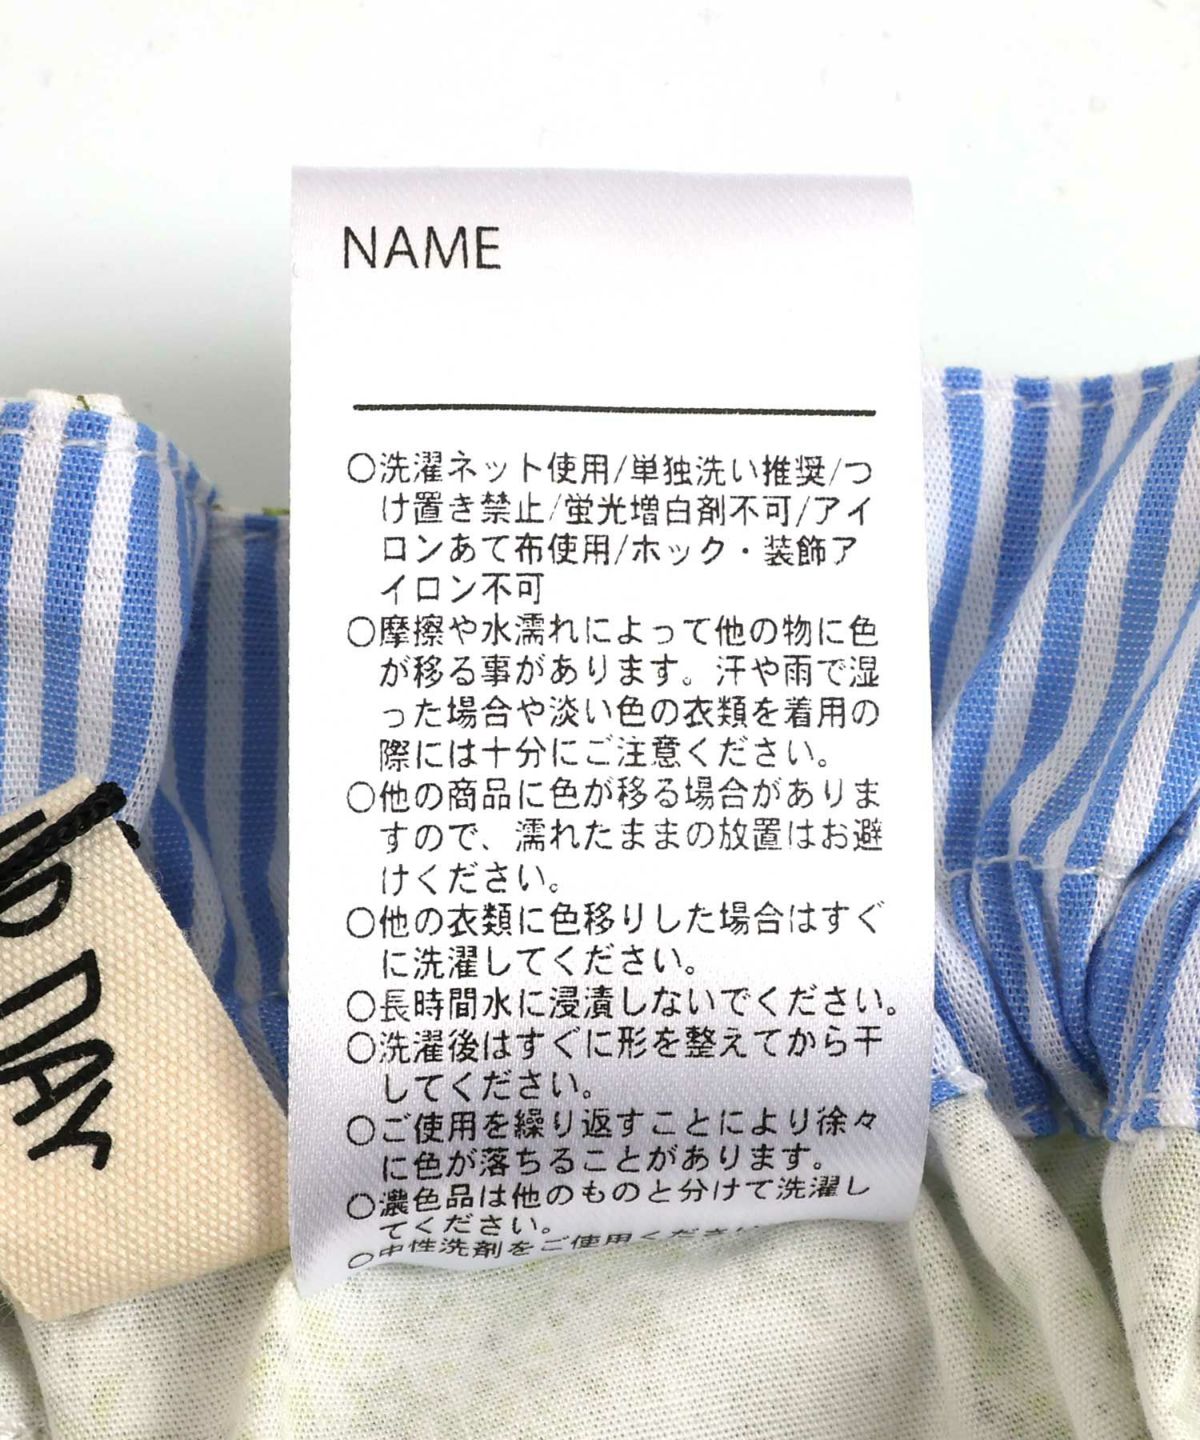 NAME
○洗濯ネット使用/単独洗い推奨/つ
け置き禁止/蛍光増白剤不可/アイ
ロンあて布使用/ホック・装飾ア
イロン不可
○摩擦や水濡れによって他の物に色
が移る事があります。汗や雨で湿
った場合や淡い色の衣類を着用の
際には十分にご注意ください。
○他の商品に色が移る場合がありま
すので、濡れたままの放置はお避
けください。
○他の衣類に色移りした場合はすぐ
に洗濯してください。
○長時間水に浸漬しないでください。
○洗濯後はすぐに形を整えてから干
してください。
○ご使用を繰り返すことにより徐々
に色が落ちることがあります。
○濃色品は他のものと分けて洗濯し
てください。
○中性洗剤をご使用ください
DAY